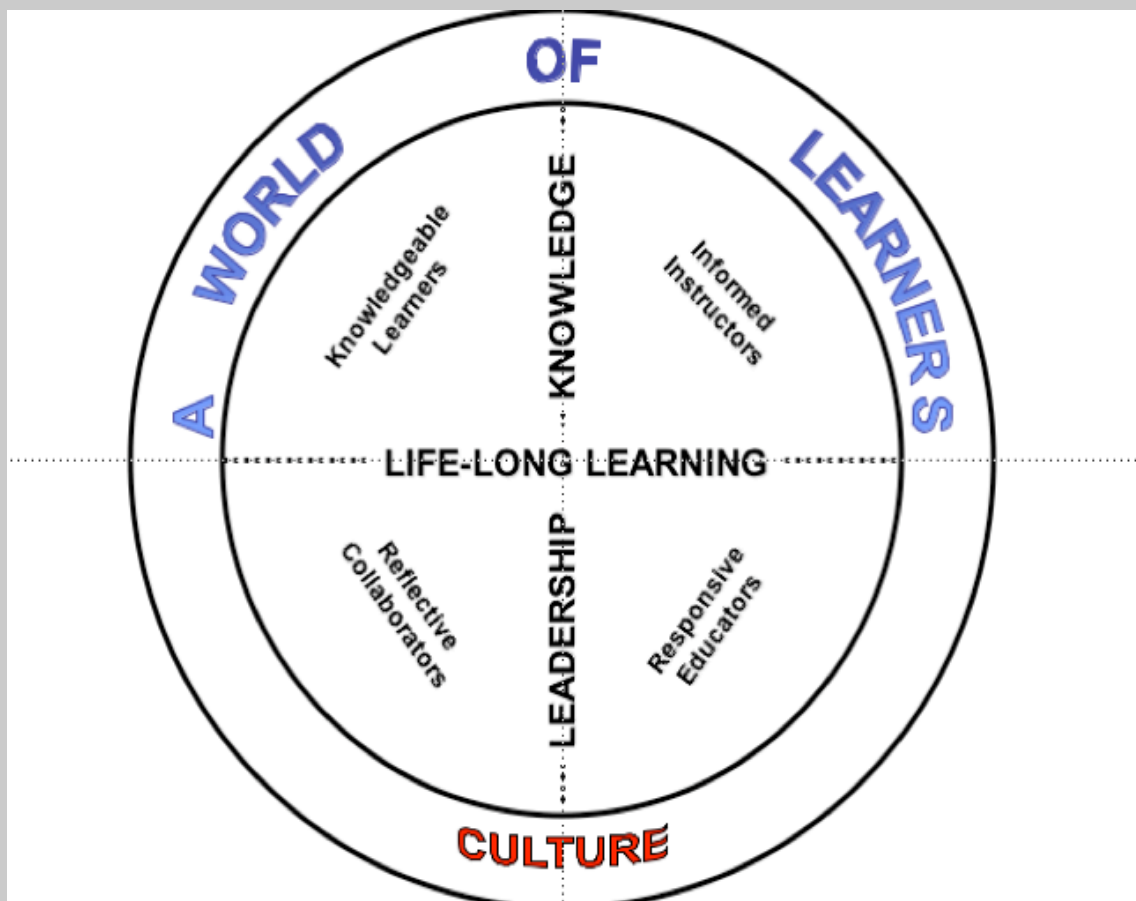 A WORLD OF LEARNERS
KNOWLEDGE
Knowledgeable
Learners
Informed
Instructors
LIFE-LONG LEARNING
LEADERSHIP
Reflective
Collaborators
Responsive
Educators
CULTURE